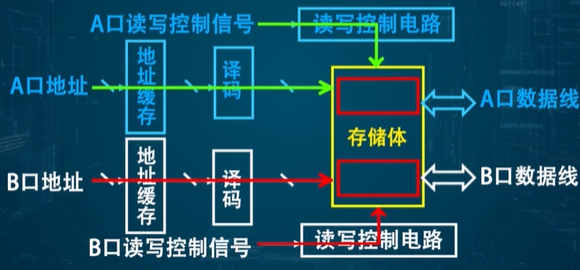 A口读写控制信号
读写控制电路
A口地址
地址缓存
译码
A口数据线
存储体
B口地址
地址缓存
译码
B口数据线
B口读写控制信号
读写控制电路